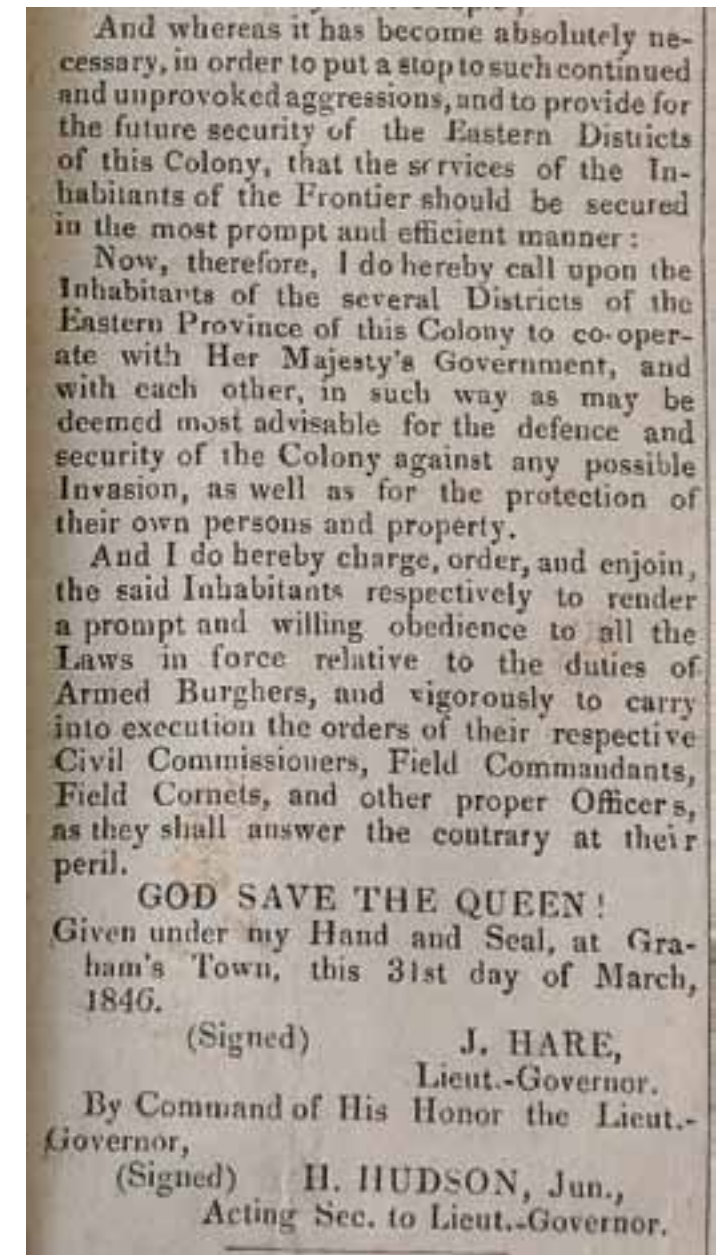 And whereas it has become absolutely ne-
cessary, in order to put a stop to such continued
and unprovoked aggressions, and to provide for
the future security of the Eastern Districts
of this Colony, that the services of the In-
habitants of the Frontier should be secured
in the most prompt and efficient manner:
Now, therefore, I do hereby call upon the
Inhabitants of the several Districts of the
Eastern Province of this Colony to co-oper-
ate with Her Majesty's Government, and
with each other, in such way as may be
deemed most advisable for the defence and
security of the Colony against any possible
Invasion, as well as for the protection of
their own persons and property.
And I do hereby charge, order, and enjoin,
the said Inhabitants respectively to render
a prompt and willing obedience to all the
Laws in force relative to the duties of
Armed Burghers, and vigorously to carry
into execution the orders of their respective
Civil Commissioners, Field Commandants,
Field Cornets, and other proper Officers,
as they shall answer the contrary at their
peril.
GOD SAVE THE QUEEN!
Given under my Hand and Seal, at Gra-
ham's Town, this 31st day of March,
1846.
(Signed) J. HARE,
Lieut.-Governor.
By Command of His Honor the Lieut.-
Governor,
(Signed) H. HUDSON, Jun.,
Acting Sec. to Lieut.-Governor.